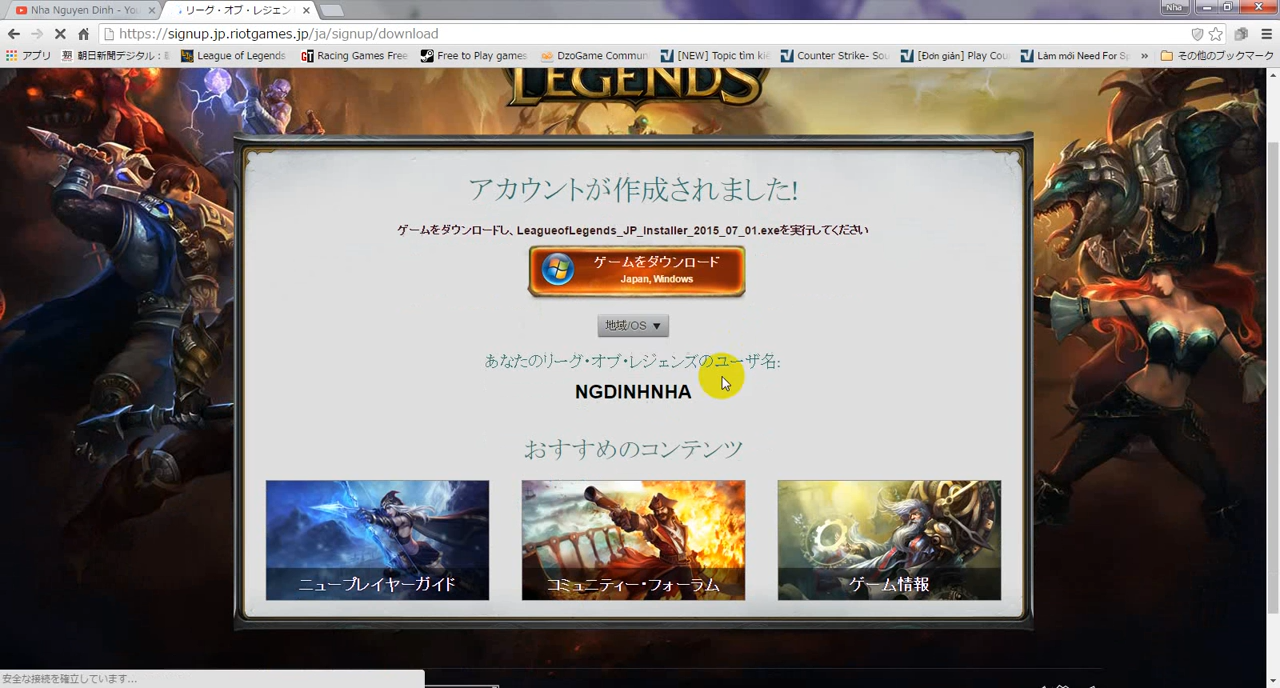 Nha Nguyen Dinh - You
リーグ・オブ・レジェン
Nha
https://signup.jp.riotgames.jp/ja/signup/download
アプリ
朝日新聞デジタル：
League of Legends
Racing Games Free
Free to Play games
DzoGame Commun
[NEW] Topic tìm kiế
Counter Strike- Sou
[Đơn giản] Play Cou
Làm mới Need For Sp
»
その他のブックマーク
LEGENDS
アカウントが作成されました!
ゲームをダウンロードし、LeagueofLegends_JP_Installer_2015_07_01.exeを実行してください
ゲームをダウンロード
Japan, Windows
地域/OS ▼
あなたのリーグ・オブ・レジェンズのユーザ名:
NGDINHNHA
おすすめのコンテンツ
ニュープレイヤーガイド
コミュニティー・フォーラム
ゲーム情報
安全な接続を確立しています...